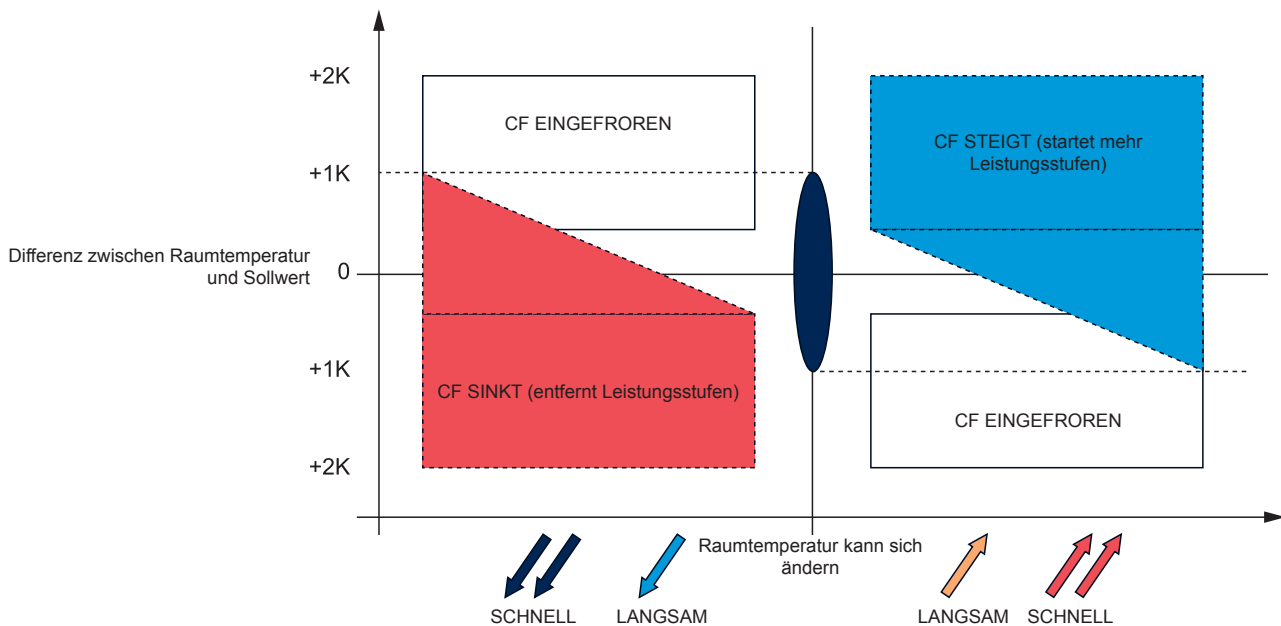 +2K
CF EINGEFROREN
CF STEIGT (startet mehr
Leistungsstufen)
+1K
Differenz zwischen Raumtemperatur
und Sollwert
0
+1K
CF SINKT (entfernt Leistungsstufen)
CF EINGEFROREN
+2K
Raumtemperatur kann sich
ändern
SCHNELL
LANGSAM
LANGSAM
SCHNELL